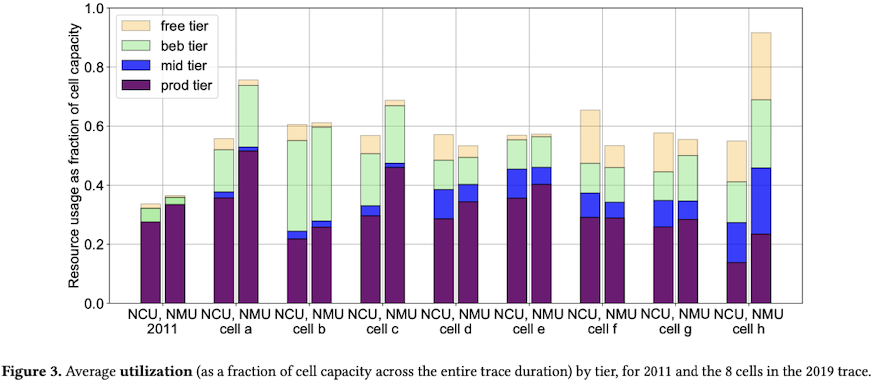 1.0
0.8
0.6
0.4
0.2
0.0
Resource usage as fraction of cell capacity
free tier
beb tier
mid tier
prod tier
NCU, NMU NCU, NMU NCU, NMU NCU, NMU NCU, NMU NCU, NMU NCU, NMU NCU, NMU NCU, NMU
2011 cell a cell b cell c cell d cell e cell f cell g cell h
Figure 3. Average utilization (as a fraction of cell capacity across the entire trace duration) by tier, for 2011 and the 8 cells in the 2019 trace.